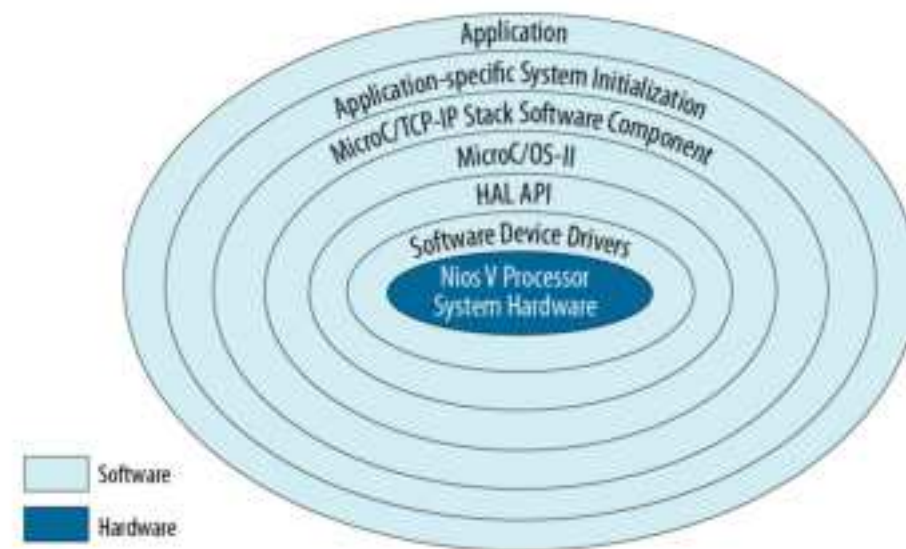 Application
Application-specific System Initialization
MicroC/TCP-IP Stack Software Component
MicroC/OS-II
HAL API
Software Device Drivers
Nios V Processor
System Hardware
Software
Hardware